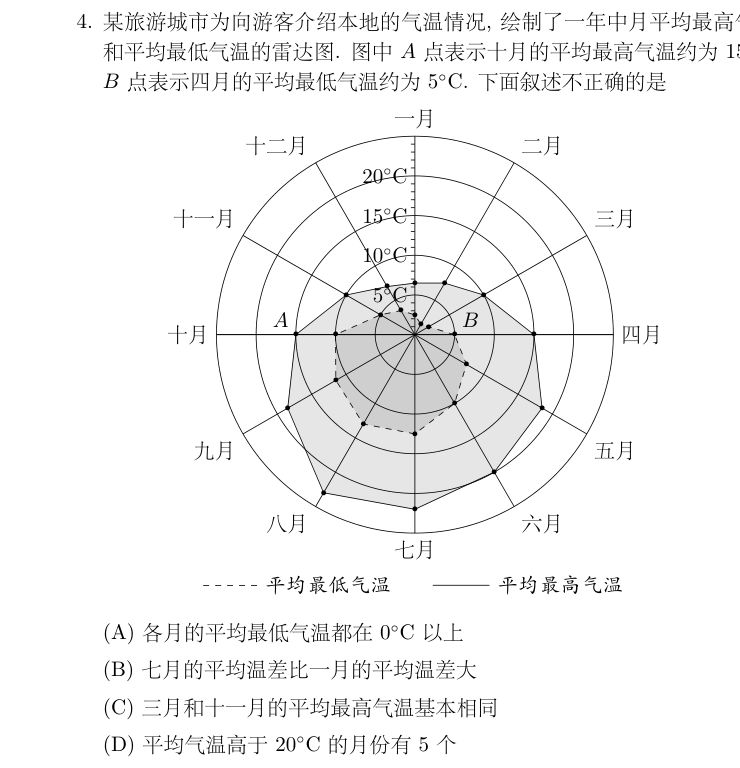 4. 某旅游城市为向游客介绍本地的气温情况, 绘制了一年中月平均最高
和平均最低气温的雷达图. 图中 A 点表示十月的平均最高气温约为 15
B 点表示四月的平均最低气温约为 5°C. 下面叙述不正确的是
一月
十二月 二月
20°C
十一月 15°C 三月
10°C
5°C
十月 A B 四月
九月 五月
八月 六月
七月
平均最低气温 平均最高气温
(A) 各月的平均最低气温都在 0°C 以上
(B) 七月的平均温差比一月的平均温差大
(C) 三月和十一月的平均最高气温基本相同
(D) 平均气温高于 20°C 的月份有 5 个